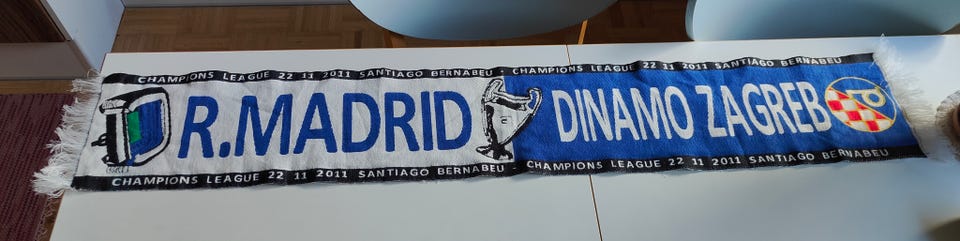 CHAMPIONS LEAGUE 22 11 2011 SANTIAGO BERNABEU - CHAMPIONS LEAGUE 22 11 2011 SANTIAGO BERNABEU
R.MADRID DINAMO ZAGREB
CHAMPIONS LEAGUE 22 11 2011 SANTIAGO BERNABEU - CHAMPIONS LEAGUE 22 11 2011 SANTIAGO BERNABEU